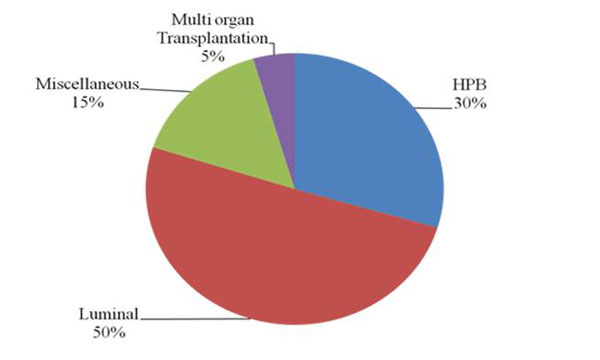 Multi organ
Transplantation
5%
Miscellaneous
15%
HPB
30%
Luminal
50%